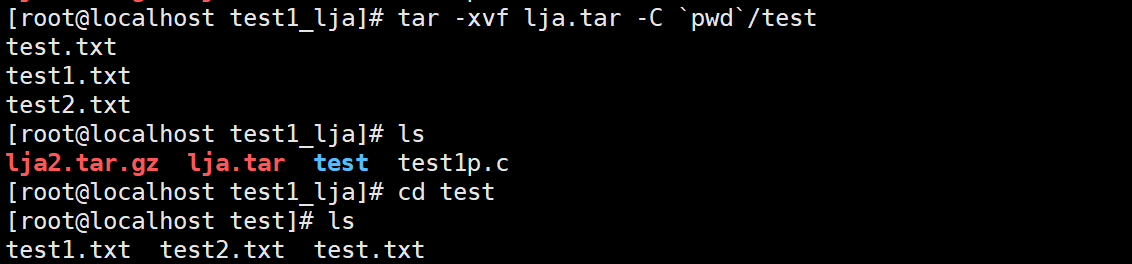 [root@localhost test1_lja]# tar -xvf lja.tar -C `pwd`/test
test.txt
test1.txt
test2.txt
[root@localhost test1_lja]# ls
lja2.tar.gz  lja.tar  test  test1p.c
[root@localhost test1_lja]# cd test
[root@localhost test]# ls
test1.txt  test2.txt  test.txt